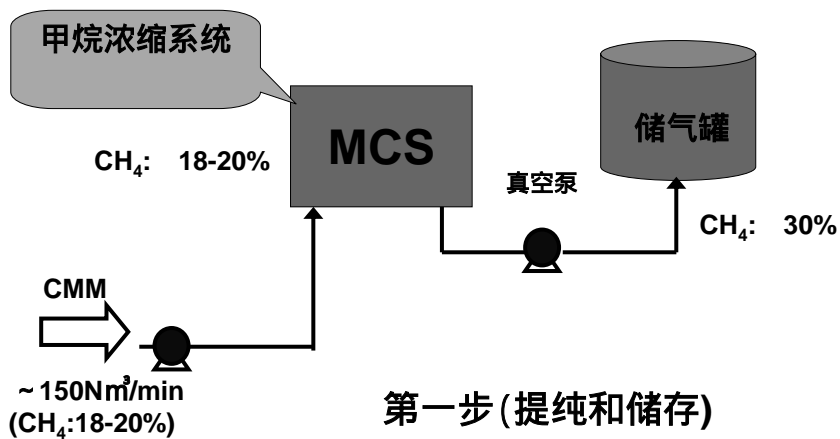 甲烷浓缩系统
MCS
储气罐
CH₄: 18-20%
真空泵
CH₄: 30%
CMM
~150Nm³/min
(CH₄:18-20%)
第一步(提纯和储存)